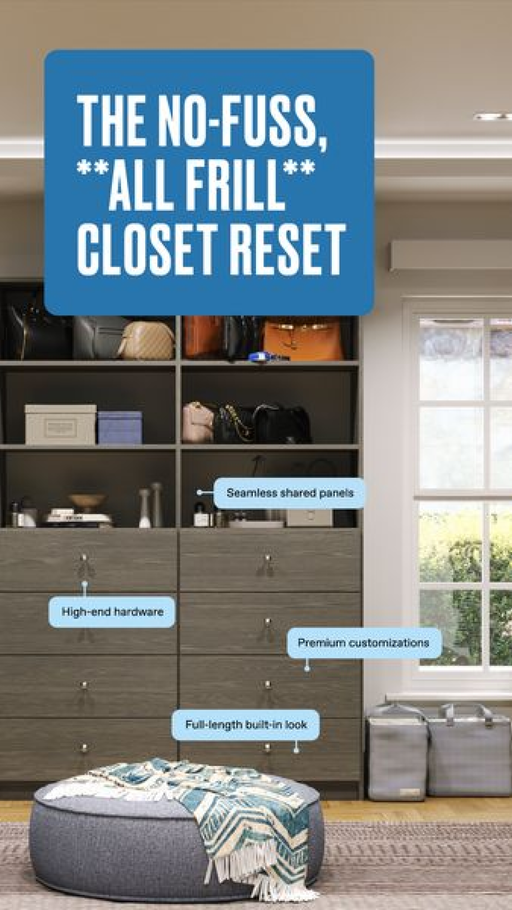 THE NO-FUSS,
**ALL FRILL**
CLOSET RESET
Seamless shared panels
High-end hardware
Premium customizations
Full-length built-in look